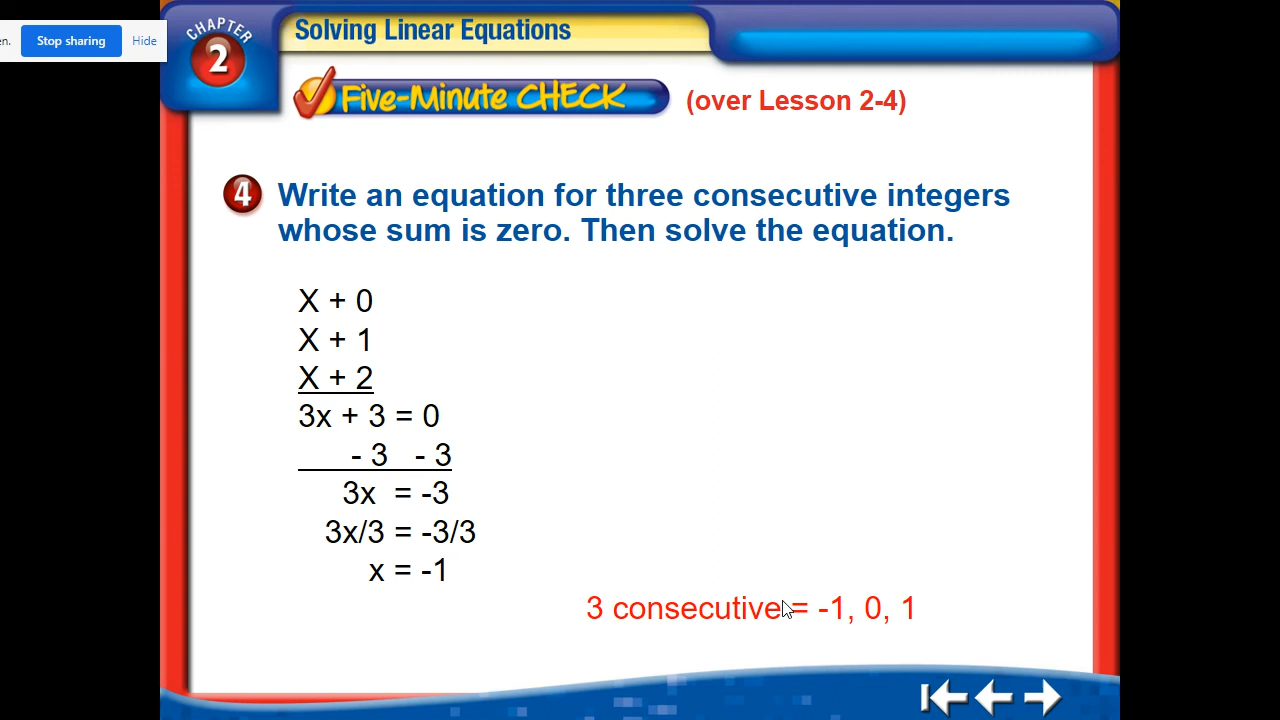 en.
Stop sharing
Hide
CHAPTER
2
Solving Linear Equations
Five-Minute CHECK
(over Lesson 2-4)
4
Write an equation for three consecutive integers
whose sum is zero. Then solve the equation.
X + 0
X + 1
X + 2
3x + 3 = 0
- 3 - 3
3x = -3
3x/3 = -3/3
x = -1
3 consecutive = -1, 0, 1